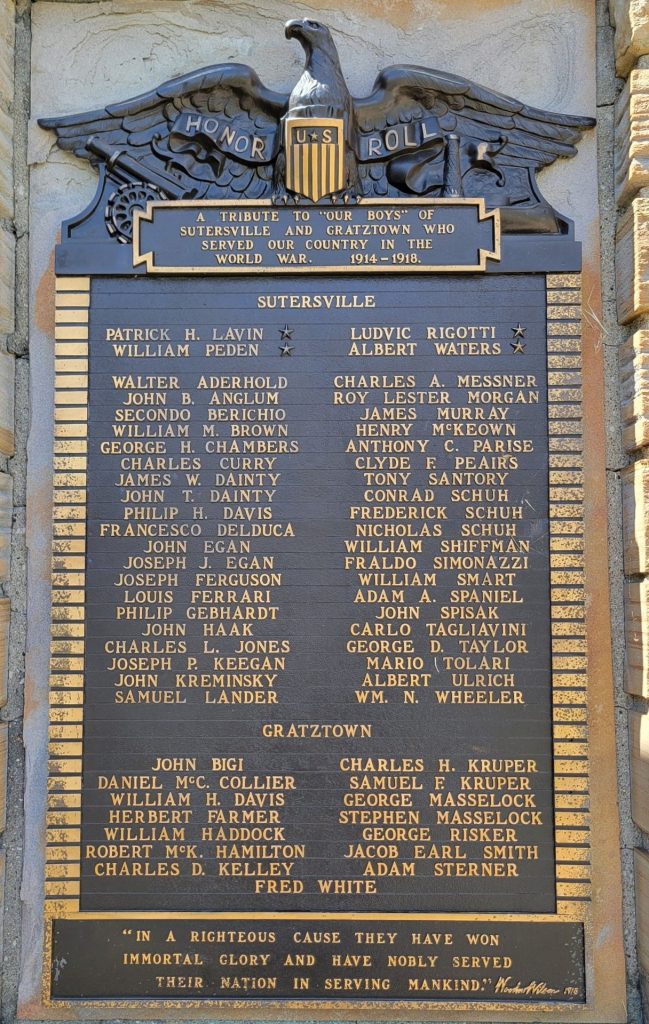 HONOR ROLL
U★S
A TRIBUTE TO "OUR BOYS" OF
SUTERSVILLE AND GRATZTOWN WHO
SERVED OUR COUNTRY IN THE
WORLD WAR. 1914-1918.
SUTERSVILLE
PATRICK H. LAVIN ★ LUDVIC RIGOTTI ★
WILLIAM PEDEN ★ ALBERT WATERS ★
WALTER ADERHOLD CHARLES A. MESSNER
JOHN B. ANGLUM ROY LESTER MORGAN
SECONDO BERICHIO JAMES MURRAY
WILLIAM M. BROWN HENRY McKEOWN
GEORGE H. CHAMBERS ANTHONY C. PARISE
CHARLES CURRY CLYDE F. PEAIRS
JAMES W. DAINTY TONY SANTORY
JOHN T. DAINTY CONRAD SCHUH
PHILIP H. DAVIS FREDERICK SCHUH
FRANCESCO DELDUCA NICHOLAS SCHUH
JOHN EGAN WILLIAM SHIFFMAN
JOSEPH J. EGAN FRALDO SIMONAZZI
JOSEPH FERGUSON WILLIAM SMART
LOUIS FERRARI ADAM A. SPANIEL
PHILIP GEBHARDT JOHN SPISAK
JOHN HAAK CARLO TAGLIAVINI
CHARLES L. JONES GEORGE D. TAYLOR
JOSEPH P. KEEGAN MARIO TOLARI
JOHN KREMINSKY ALBERT ULRICH
SAMUEL LANDER WM. N. WHEELER
GRATZTOWN
JOHN BIGI CHARLES H. KRUPER
DANIEL McC. COLLIER SAMUEL F. KRUPER
WILLIAM H. DAVIS GEORGE MASSELOCK
HERBERT FARMER STEPHEN MASSELOCK
WILLIAM HADDOCK GEORGE RISKER
ROBERT McK. HAMILTON JACOB EARL SMITH
CHARLES D. KELLEY ADAM STERNER
FRED WHITE
"IN A RIGHTEOUS CAUSE THEY HAVE WON
IMMORTAL GLORY AND HAVE NOBLY SERVED
THEIR NATION IN SERVING MANKIND." Woodrow Wilson 1918